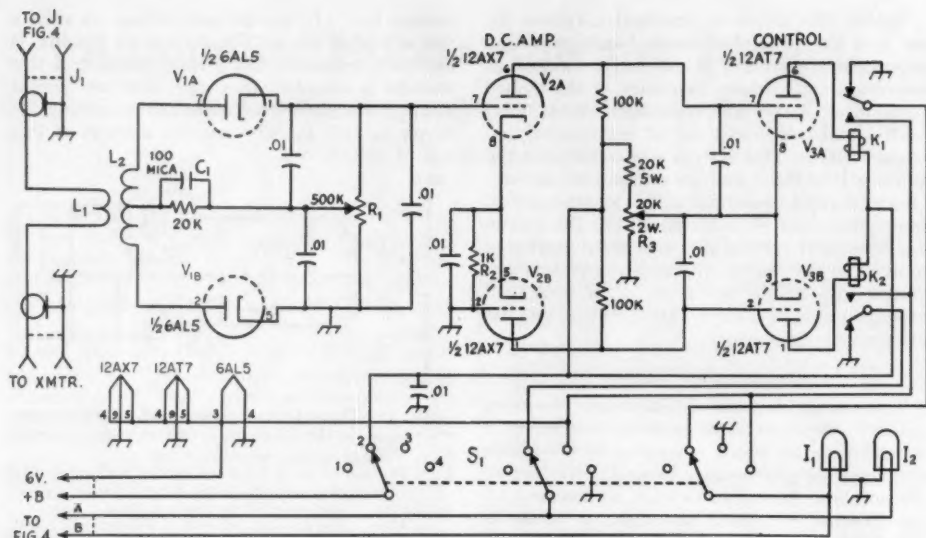 TO J1
FIG.4
J1
L1
L2
100
MICA
C1
20K
1/2 6AL5
V1A
7
1
.01
.01
500K
R1
.01
V1B
2
5
1/2 6AL5
D.C. AMP.
1/2 12AX7
6
V2A
7
8
100K
.01
1K
R2
5
V2B
2
1
1/2 12AX7
100K
20K
5W.
20K
2W.
R3
CONTROL
1/2 12AT7
6
7
8
V3A
.01
.01
K1
K2
V3B
2
1
1/2 12AT7
TO XMTR.
12AX7
12AT7
6AL5
4 9 5
4 9 5
3
4
.01
2
3
1
4
S1
I1
I2
6V.
+B
A
B
TO
FIG.4